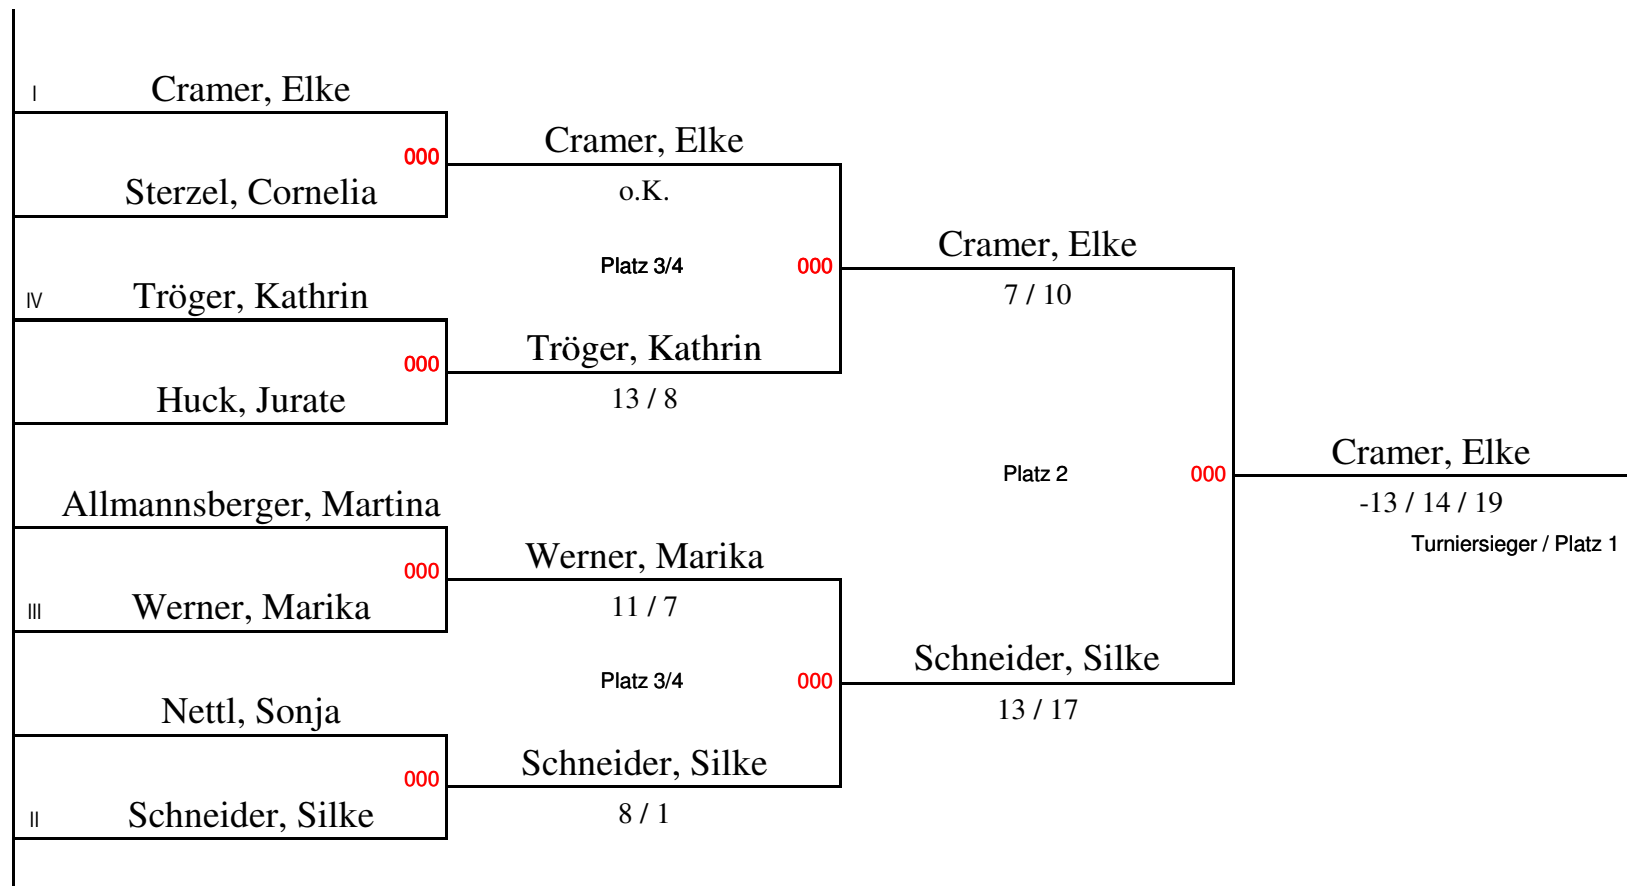 I Cramer, Elke
000
Sterzel, Cornelia
IV Tröger, Kathrin
000
Huck, Jurate
Allmannsberger, Martina
000
III Werner, Marika
Nettl, Sonja
000
II Schneider, Silke
Cramer, Elke
o.K.
Platz 3/4 000
Tröger, Kathrin
13 / 8
Werner, Marika
11 / 7
Platz 3/4 000
Schneider, Silke
8 / 1
Cramer, Elke
7 / 10
Platz 2 000
Schneider, Silke
13 / 17
Cramer, Elke
-13 / 14 / 19
Turniersieger / Platz 1